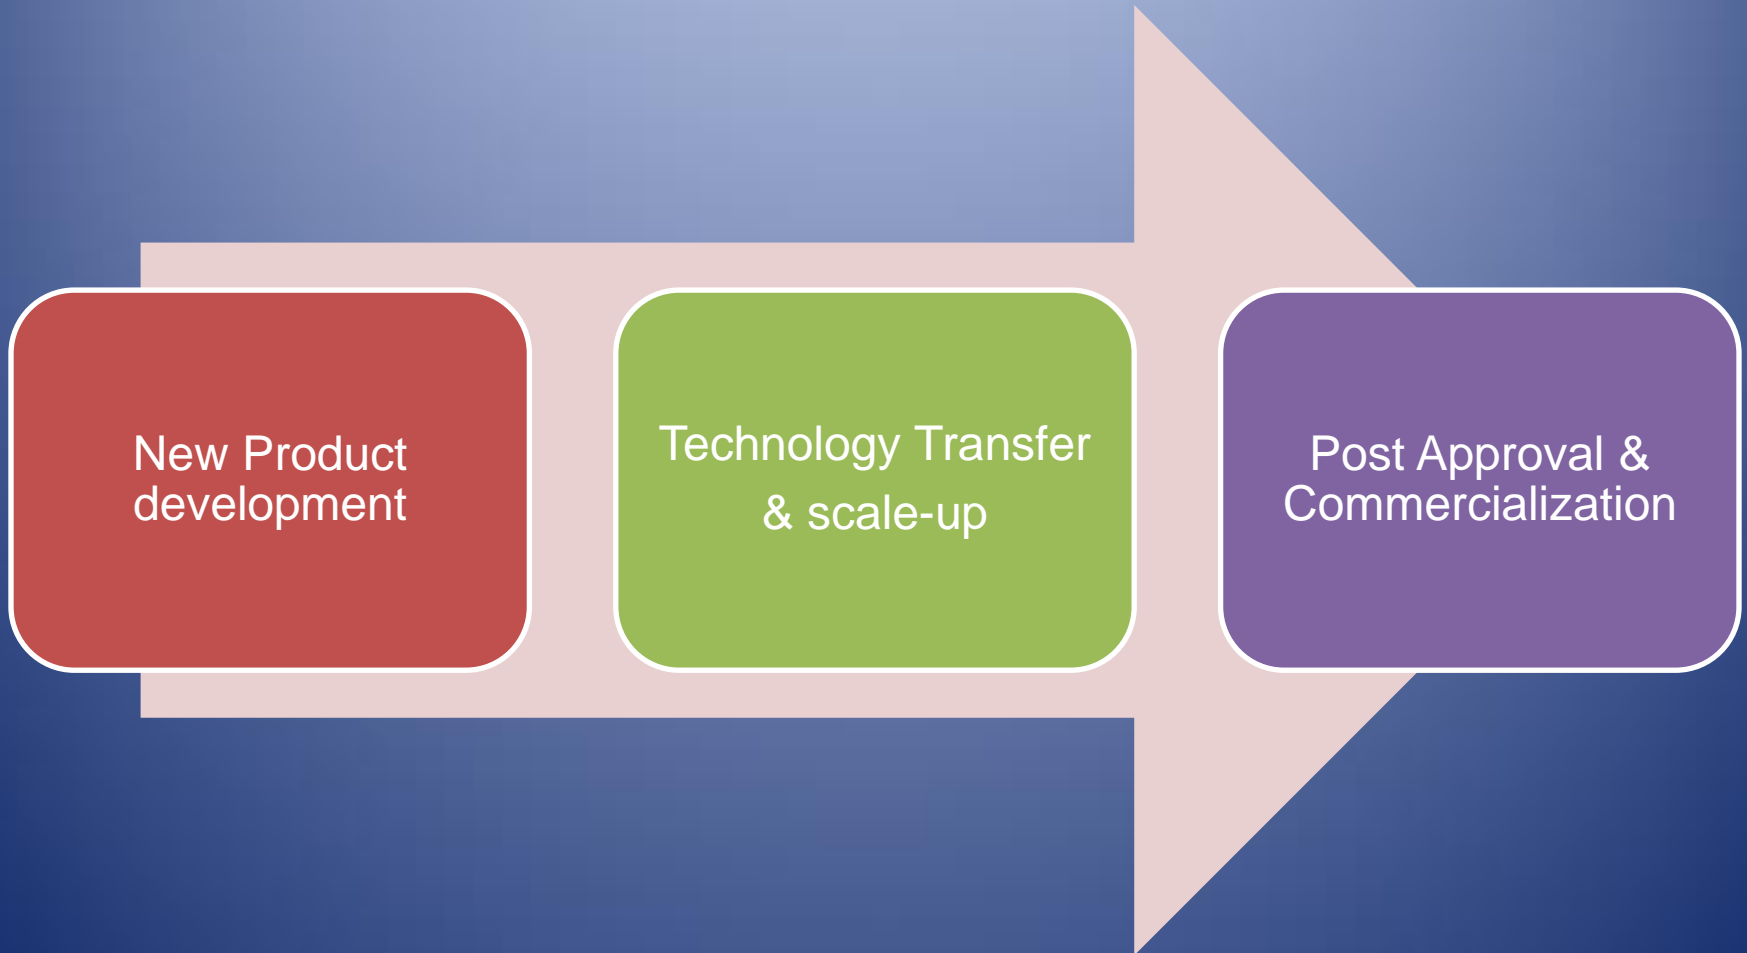 New Product
development
Technology Transfer
& scale-up
Post Approval &
Commercialization